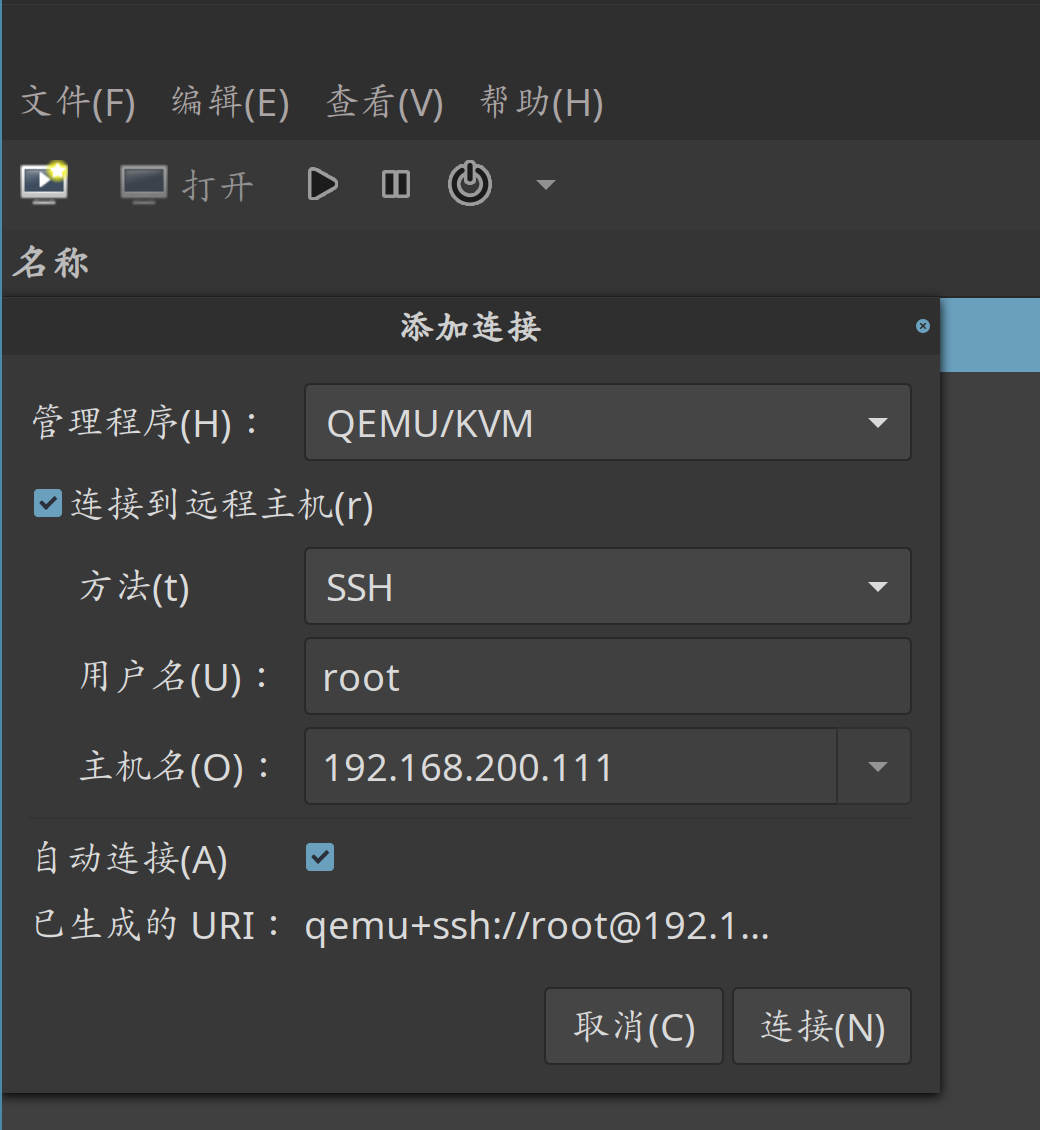 文件(F) 编辑(E) 查看(V) 帮助(H)
打开
名称
添加连接
管理程序(H)： QEMU/KVM
连接到远程主机(r)
方法(t) SSH
用户名(U)： root
主机名(O)： 192.168.200.111
自动连接(A)
已生成的 URI： qemu+ssh://root@192.1...
取消(C) 连接(N)